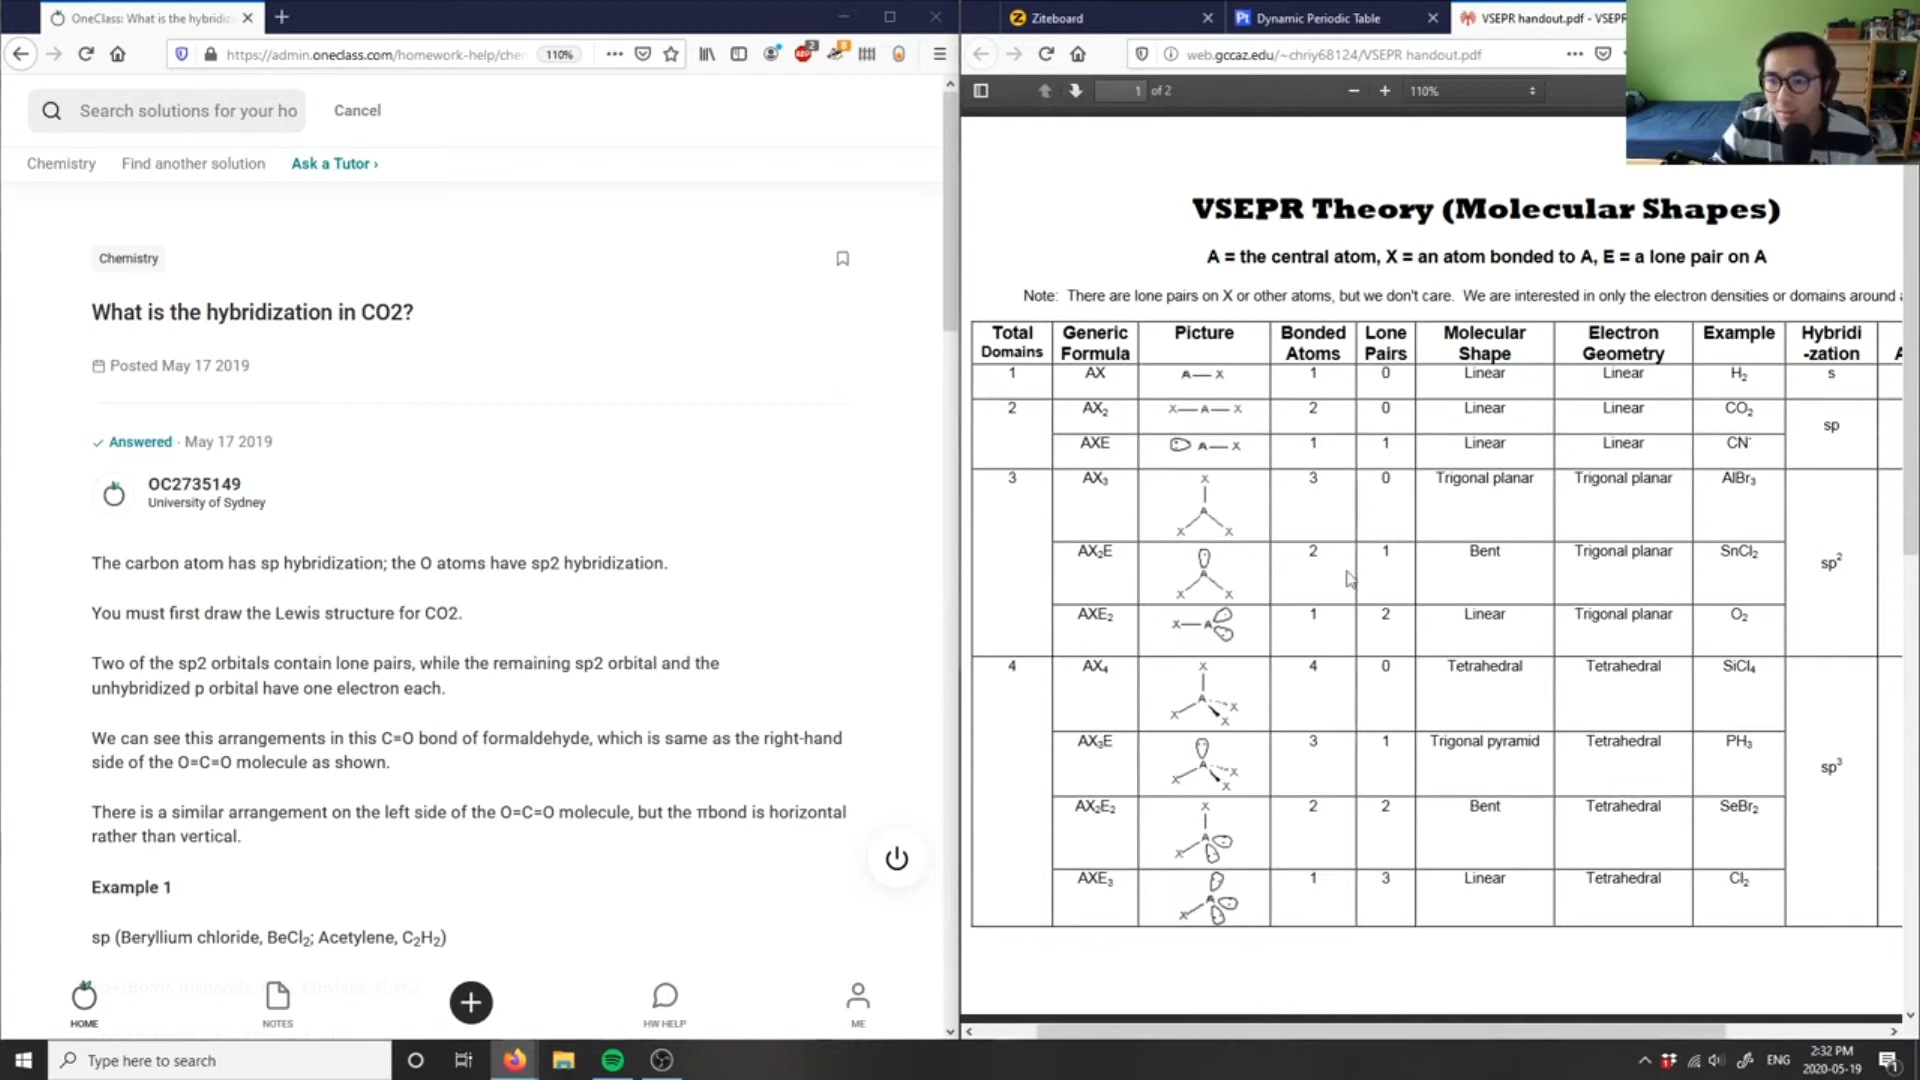 OneClass: What is the hybridiz
https://admin.oneclass.com/homework-help/cher
110%
Search solutions for your ho
Cancel
Chemistry
Find another solution
Ask a Tutor ›
Chemistry
What is the hybridization in CO2?
Posted May 17 2019
Answered · May 17 2019
OC2735149
University of Sydney
The carbon atom has sp hybridization; the O atoms have sp2 hybridization.
You must first draw the Lewis structure for CO2.
Two of the sp2 orbitals contain lone pairs, while the remaining sp2 orbital and the
unhybridized p orbital have one electron each.
We can see this arrangements in this C=O bond of formaldehyde, which is same as the right-hand
side of the O=C=O molecule as shown.
There is a similar arrangement on the left side of the O=C=O molecule, but the πbond is horizontal
rather than vertical.
Example 1
sp (Beryllium chloride, BeCl₂; Acetylene, C₂H₂)
HOME
NOTES
HW HELP
ME
Ziteboard
Pt Dynamic Periodic Table
VSEPR handout.pdf - VSEPR
web.gccaz.edu/~chriy68124/VSEPR handout.pdf
1 of 2
110%
VSEPR Theory (Molecular Shapes)
A = the central atom, X = an atom bonded to A, E = a lone pair on A
Note: There are lone pairs on X or other atoms, but we don't care. We are interested in only the electron densities or domains around
Total Generic Picture Bonded Lone Molecular Electron Example Hybridi
Domains Formula Atoms Pairs Shape Geometry -zation A
1 AX A—X 1 0 Linear Linear H₂ s
2 AX₂ X—A—X 2 0 Linear Linear CO₂ sp
AXE A—X 1 1 Linear Linear CN⁻
3 AX₃ X A X X 3 0 Trigonal planar Trigonal planar AlBr₃ sp²
AX₂E A X X 2 1 Bent Trigonal planar SnCl₂
AXE₂ X—A 1 2 Linear Trigonal planar O₂
4 AX₄ X A X X X 4 0 Tetrahedral Tetrahedral SiCl₄ sp³
AX₃E A X X X 3 1 Trigonal pyramid Tetrahedral PH₃
AX₂E₂ X A X 2 2 Bent Tetrahedral SeBr₂
AXE₃ X A 1 3 Linear Tetrahedral Cl₂
Type here to search
ENG
2:32 PM
2020-05-19